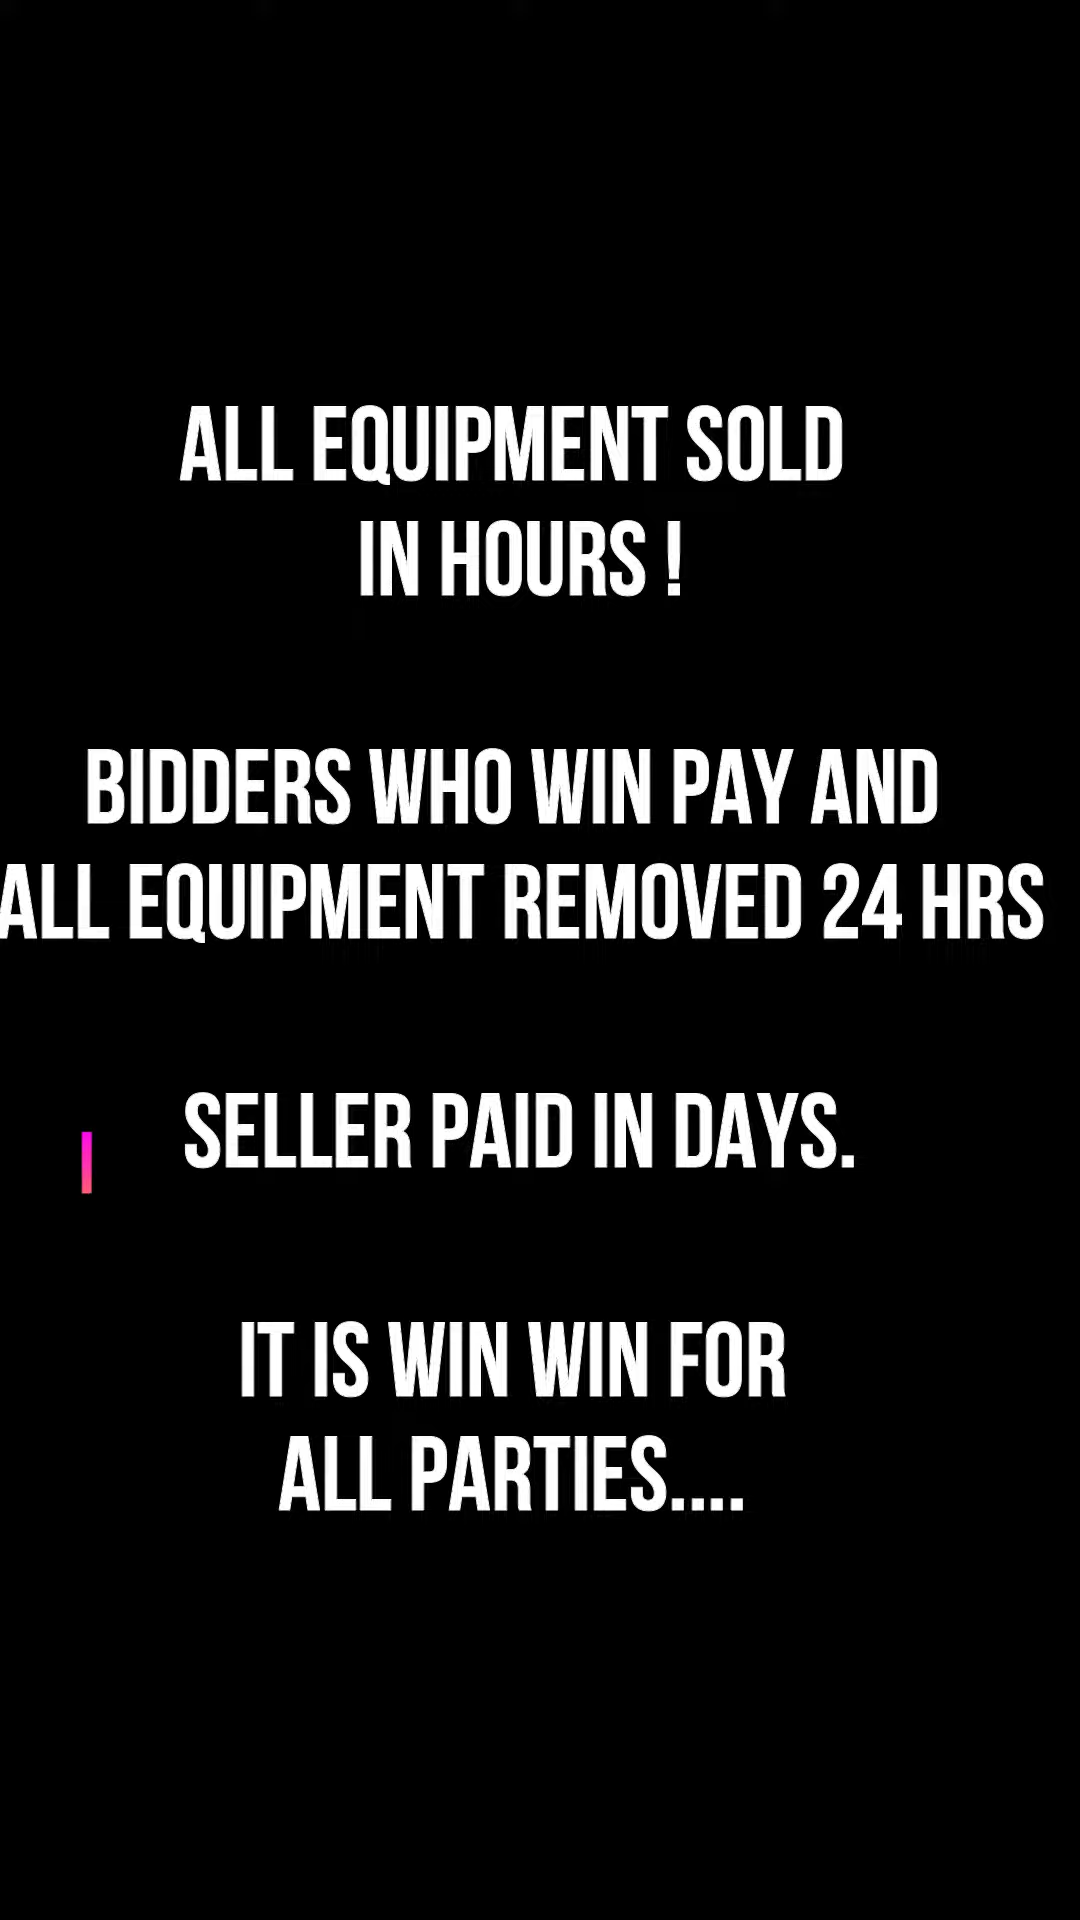 ALL EQUIPMENT SOLD
IN HOURS !
BIDDERS WHO WIN PAY AND
ALL EQUIPMENT REMOVED 24 HRS
SELLER PAID IN DAYS.
IT IS WIN WIN FOR
ALL PARTIES....